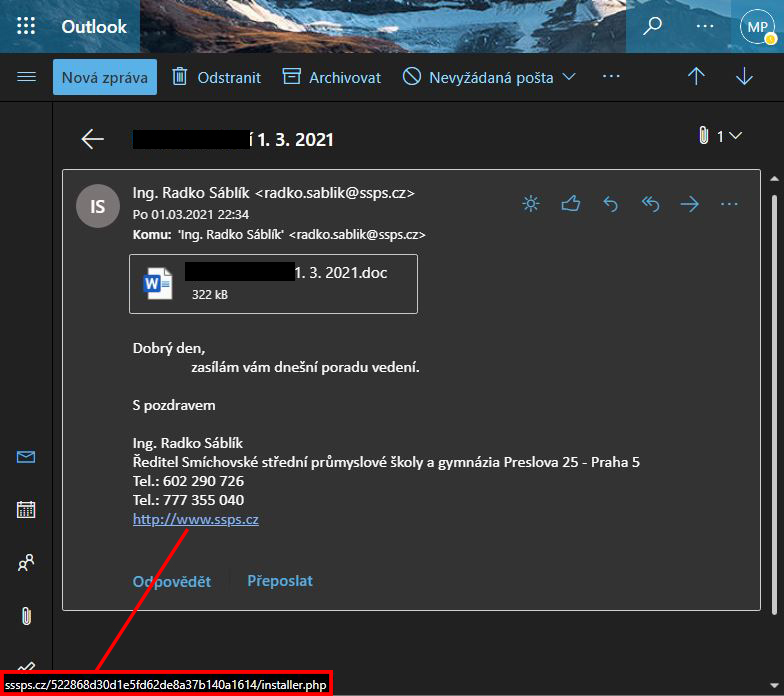 Outlook
MP
Nová zpráva
Odstranit
Archivovat
Nevyžádaná pošta
í 1. 3. 2021
1
IS
Ing. Radko Sáblík <radko.sablik@ssps.cz>
Po 01.03.2021 22:34
Komu: 'Ing. Radko Sáblík' <radko.sablik@ssps.cz>
1. 3. 2021.doc
322 kB
Dobrý den,
zasílám vám dnešní poradu vedení.
S pozdravem
Ing. Radko Sáblík
Ředitel Smíchovské střední průmyslové školy a gymnázia Preslova 25 - Praha 5
Tel.: 602 290 726
Tel.: 777 355 040
http://www.ssps.cz
Odpovědět
Přeposlat
sssps.cz/522868d30d1e5fd62de8a37b140a1614/installer.php